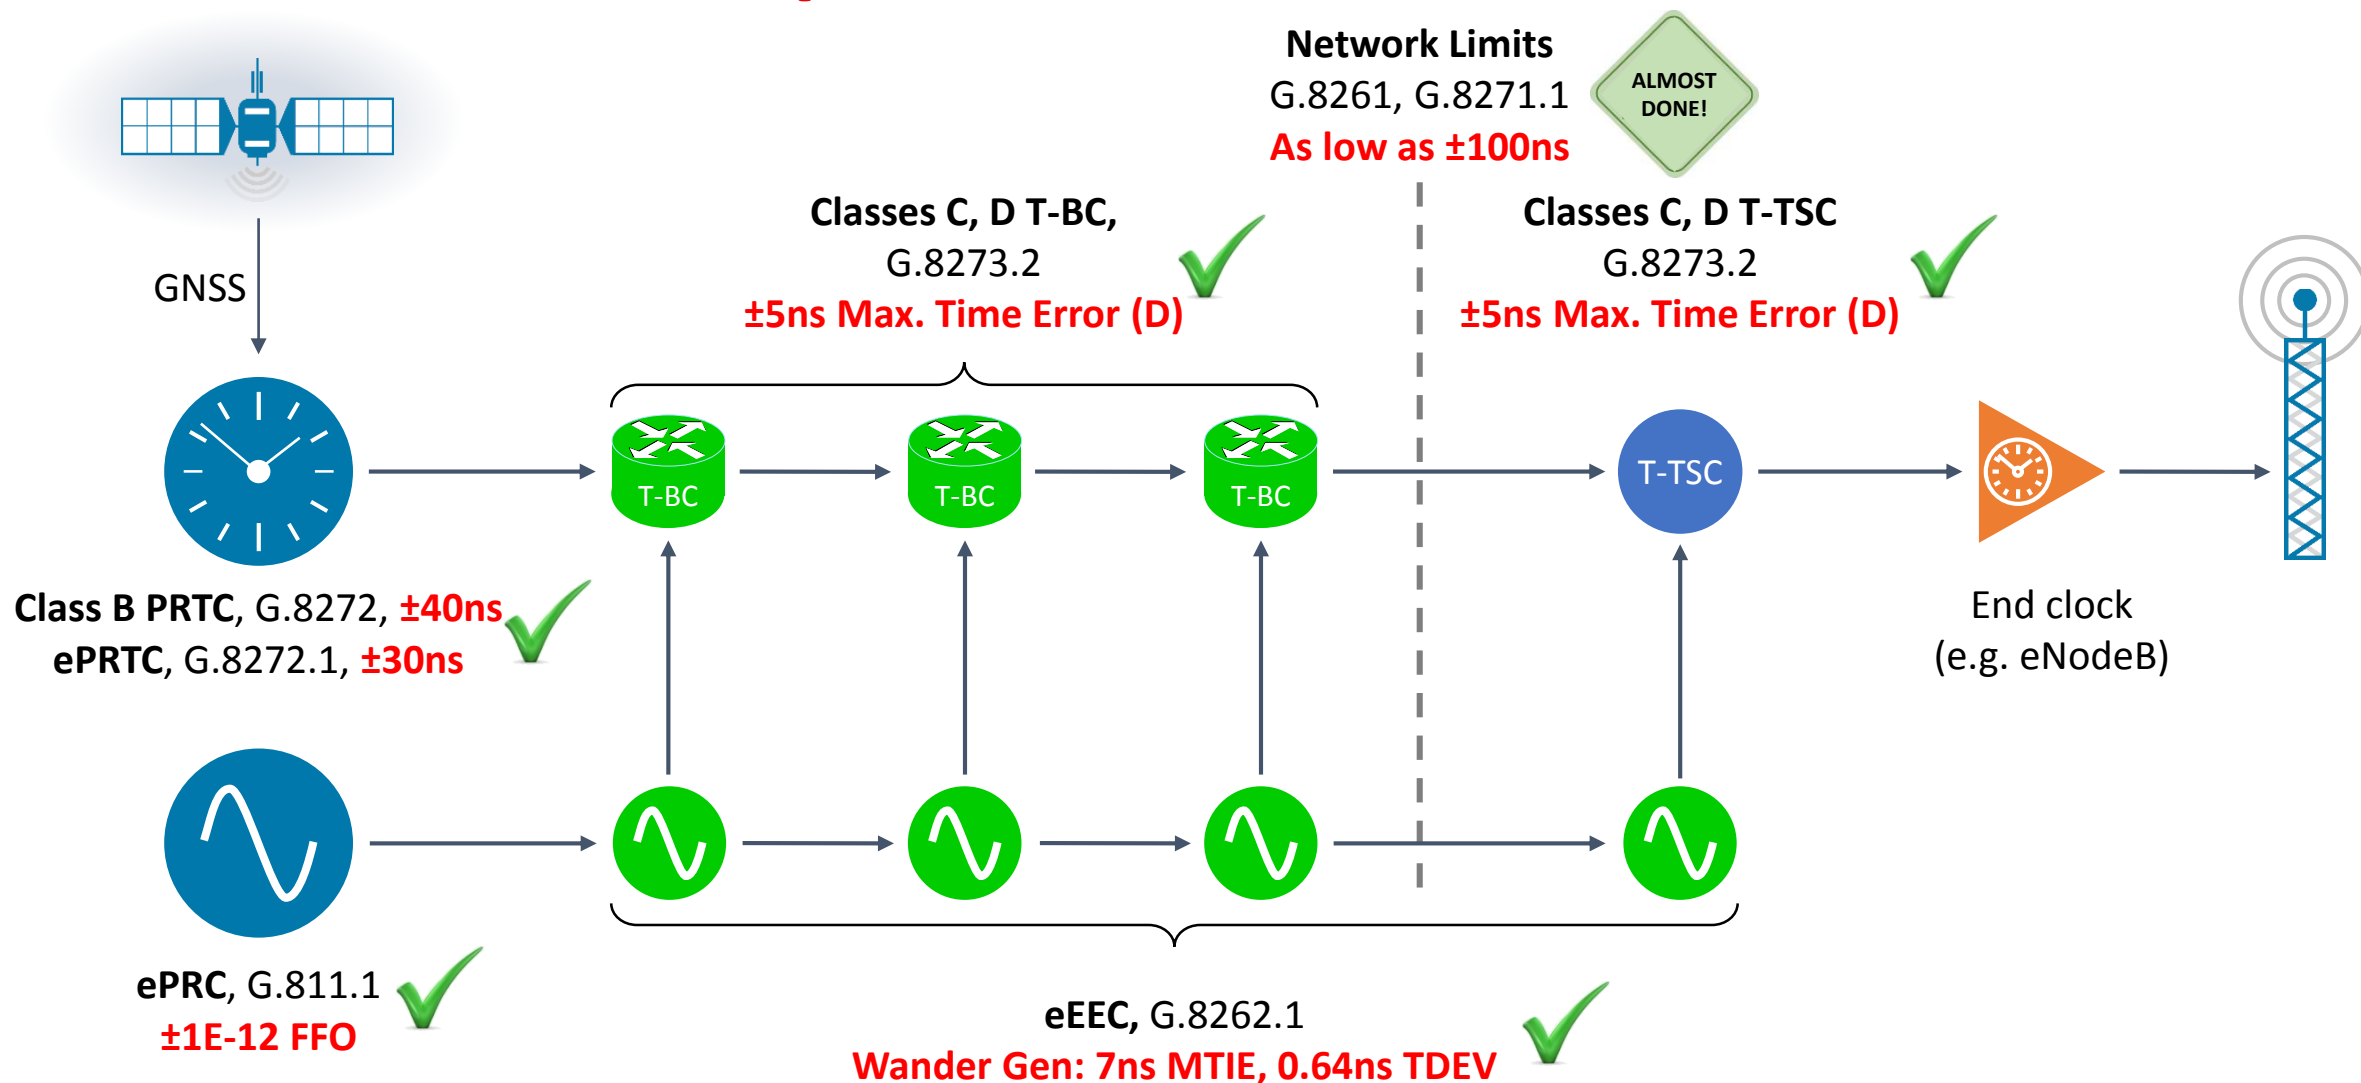 Network Limits
G.8261, G.8271.1
As low as ±100ns
ALMOST
DONE!
Classes C, D T-BC,
G.8273.2
±5ns Max. Time Error (D)
Classes C, D T-TSC
G.8273.2
±5ns Max. Time Error (D)
GNSS
T-BC
T-BC
T-BC
T-TSC
Class B PRTC, G.8272, ±40ns
ePRTC, G.8272.1, ±30ns
End clock
(e.g. eNodeB)
ePRC, G.811.1
±1E-12 FFO
eEEC, G.8262.1
Wander Gen: 7ns MTIE, 0.64ns TDEV